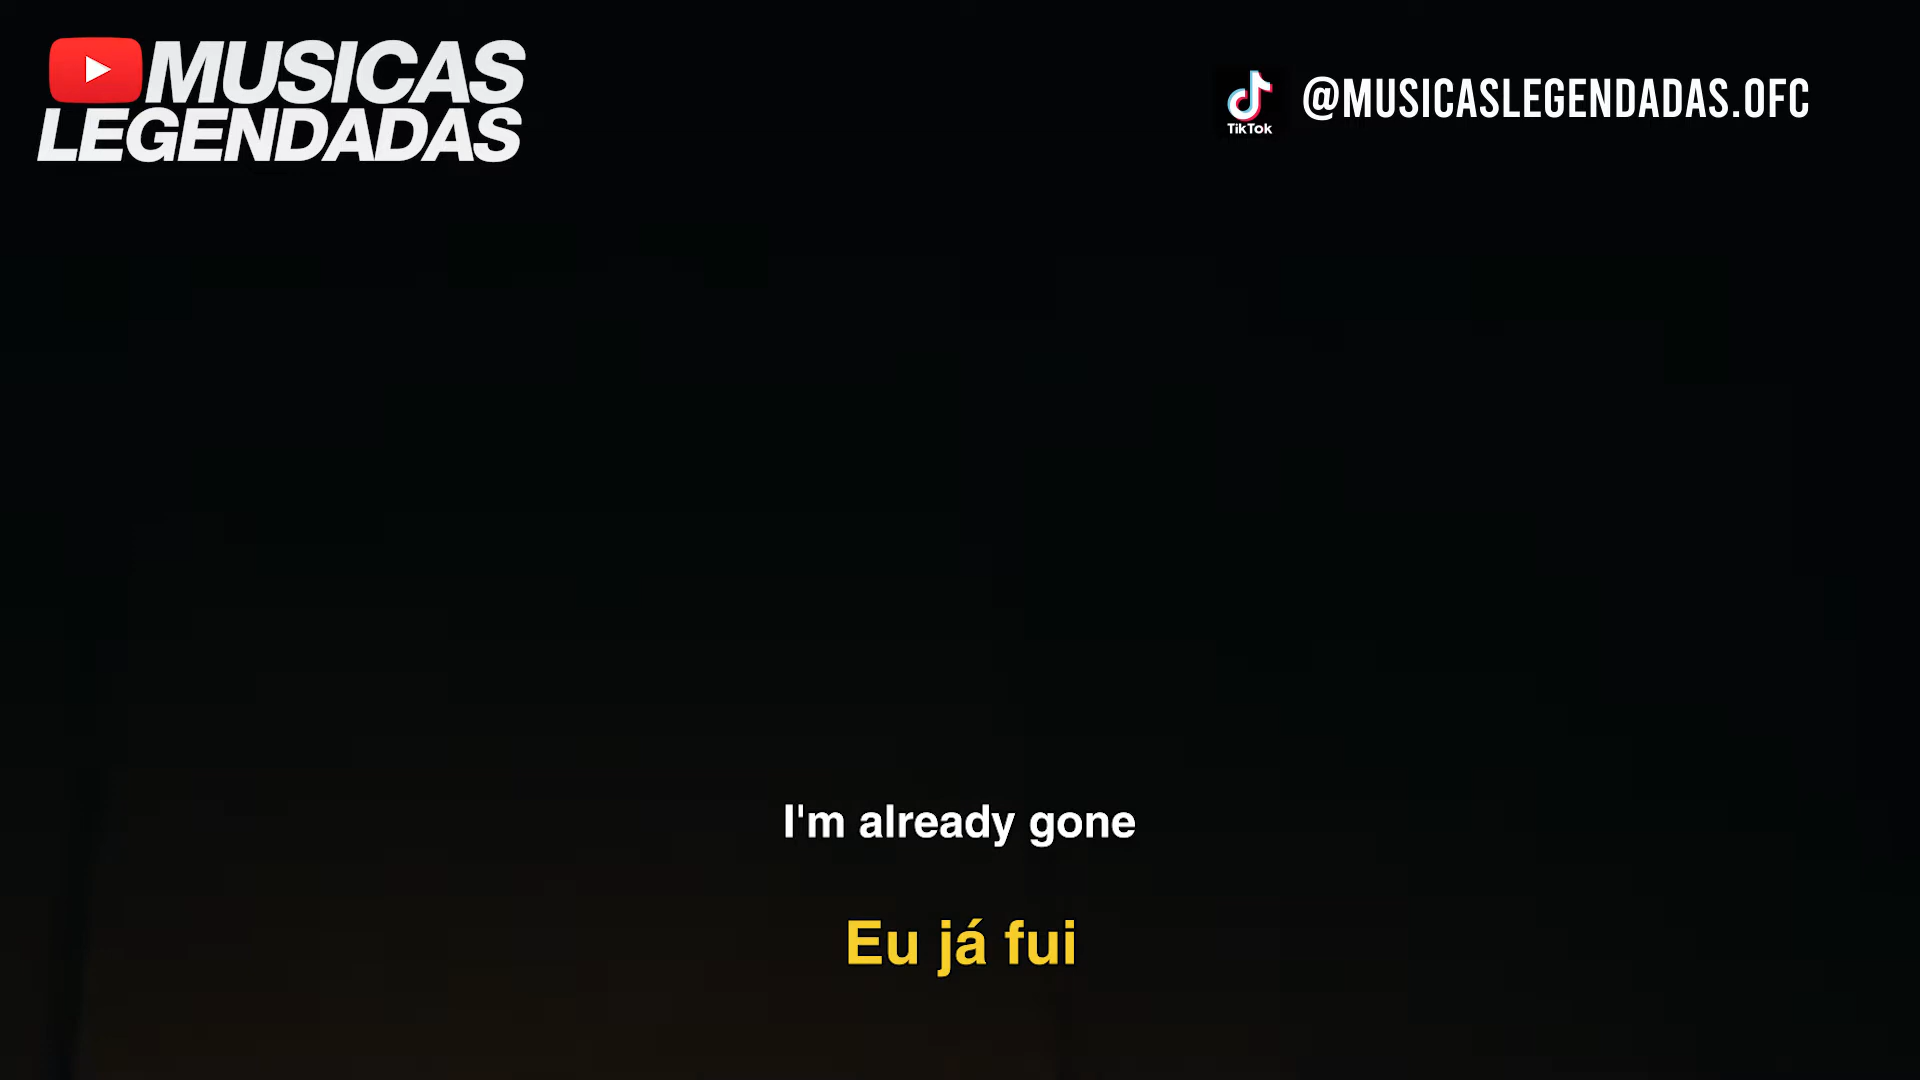 MUSICAS
LEGENDADAS
TikTok
@MUSICASLEGENDADAS.OFC
I'm already gone
Eu já fui